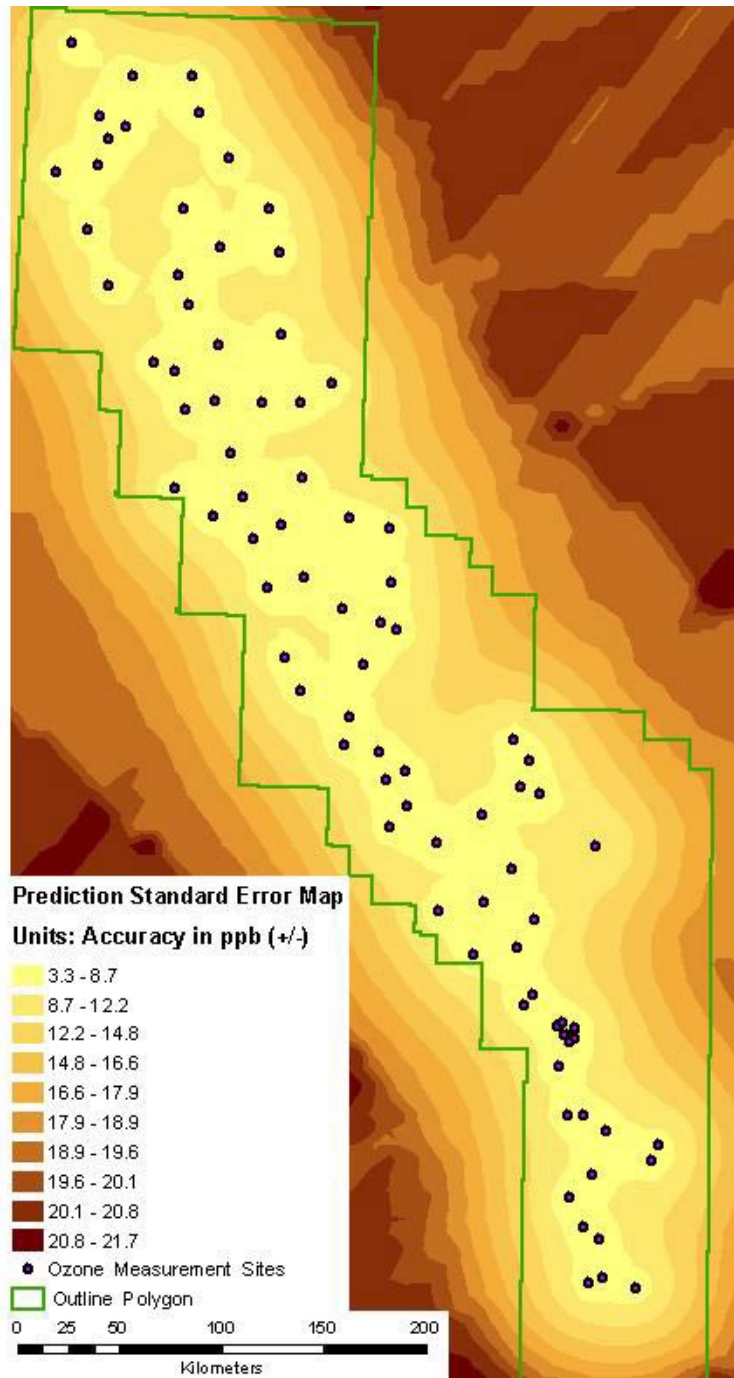 Prediction Standard Error Map
Units: Accuracy in ppb (+/-)
3.3 - 8.7
8.7 - 12.2
12.2 - 14.8
14.8 - 16.6
16.6 - 17.9
17.9 - 18.9
18.9 - 19.6
19.6 - 20.1
20.1 - 20.8
20.8 - 21.7
Ozone Measurement Sites
Outline Polygon
0 25 50 100 150 200
Kilometers